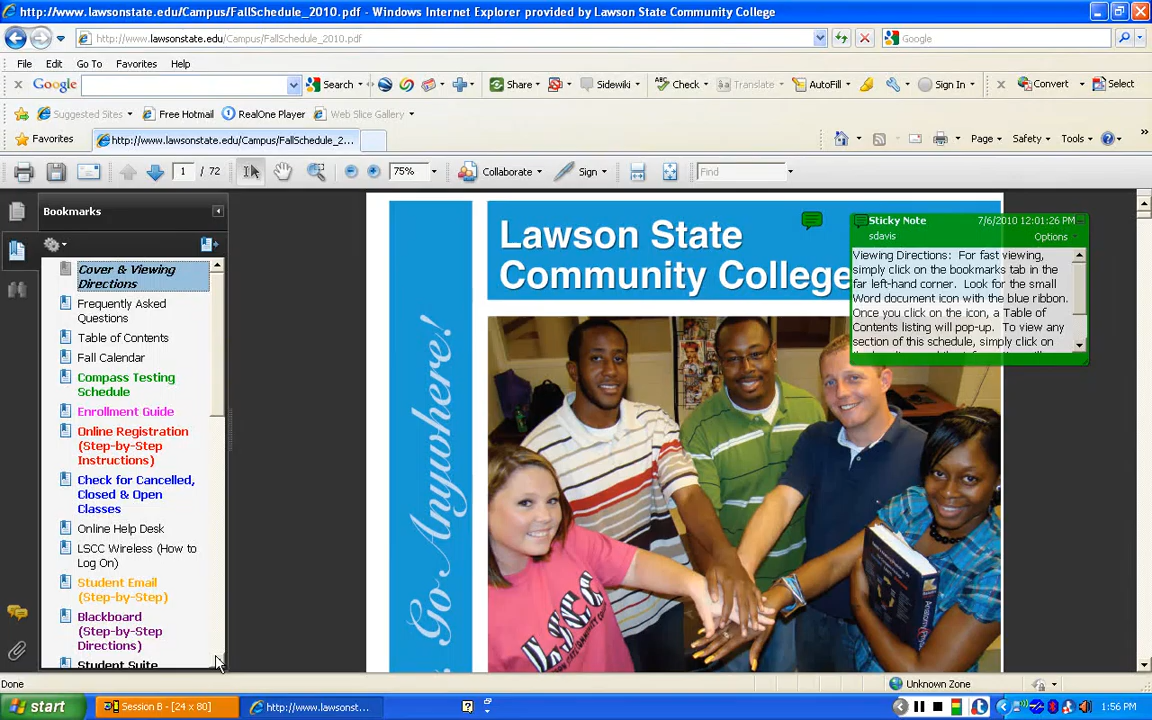 http://www.lawsonstate.edu/Campus/FallSchedule_2010.pdf - Windows Internet Explorer provided by Lawson State Community College
http://www.lawsonstate.edu/Campus/FallSchedule_2010.pdf
Google
File Edit Go To Favorites Help
Google Search Share Sidewiki Check Translate AutoFill Sign In Convert Select
Suggested Sites Free Hotmail RealOne Player Web Slice Gallery
Favorites http://www.lawsonstate.edu/Campus/FallSchedule_2... Page Safety Tools
1 / 72 75% Collaborate Sign Find
Bookmarks
Cover & Viewing
Directions
Frequently Asked
Questions
Table of Contents
Fall Calendar
Compass Testing
Schedule
Enrollment Guide
Online Registration
(Step-by-Step
Instructions)
Check for Cancelled,
Closed & Open
Classes
Online Help Desk
LSCC Wireless (How to
Log On)
Student Email
(Step-by-Step)
Blackboard
(Step-by-Step
Directions)
Student Suite
Lawson State
Community College
Go Anywhere!
Sticky Note 7/6/2010 12:01:26 PM
sdavis Options
Viewing Directions: For fast viewing,
simply click on the bookmarks tab in the
far left-hand corner. Look for the small
Word document icon with the blue ribbon.
Once you click on the icon, a Table of
Contents listing will pop-up. To view any
section of this schedule, simply click on
LSCC
Done Unknown Zone
start Session B - [24 x 80] http://www.lawsonst... 1:56 PM